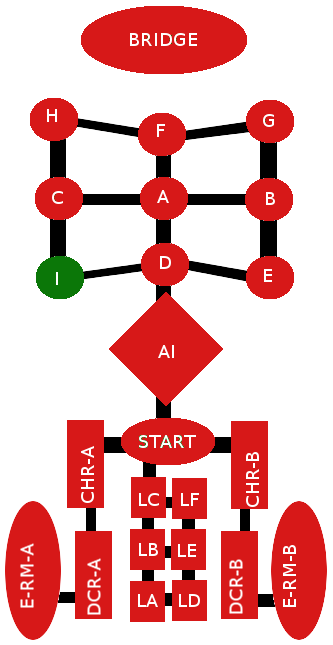 BRIDGE
H
F
G
C
A
B
I
D
E
AI
START
CHR-A
CHR-B
LC
LF
LB
LE
LA
LD
E-RM-A
DCR-A
DCR-B
E-RM-B